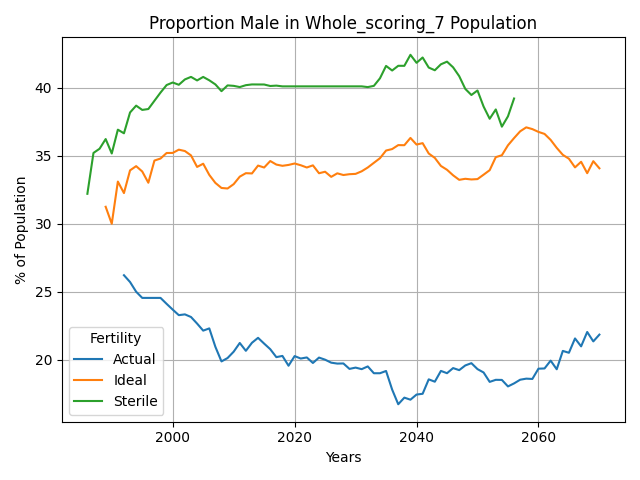 Proportion Male in Whole_scoring_7 Population
% of Population
40
35
30
25
20
Fertility
Actual
Ideal
Sterile
2000
2020
2040
2060
Years